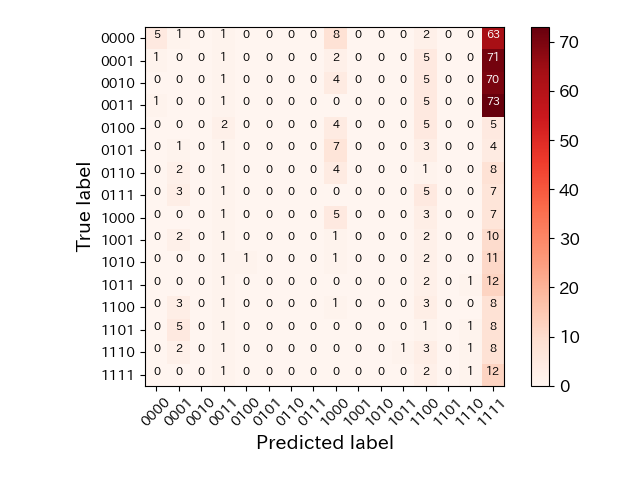 0000 5 1 0 1 0 0 0 0 8 0 0 0 2 0 0 63
0001 1 0 0 1 0 0 0 0 2 0 0 0 5 0 0 71
0010 0 0 0 1 0 0 0 0 4 0 0 0 5 0 0 70
0011 1 0 0 1 0 0 0 0 0 0 0 0 5 0 0 73
0100 0 0 0 2 0 0 0 0 4 0 0 0 5 0 0 5
0101 0 1 0 1 0 0 0 0 7 0 0 0 3 0 0 4
0110 0 2 0 1 0 0 0 0 4 0 0 0 1 0 0 8
0111 0 3 0 1 0 0 0 0 0 0 0 0 5 0 0 7
1000 0 0 0 1 0 0 0 0 5 0 0 0 3 0 0 7
1001 0 2 0 1 0 0 0 0 1 0 0 0 2 0 0 10
1010 0 0 0 1 1 0 0 0 1 0 0 0 2 0 0 11
1011 0 0 0 1 0 0 0 0 0 0 0 0 2 0 1 12
1100 0 3 0 1 0 0 0 0 1 0 0 0 3 0 0 8
1101 0 5 0 1 0 0 0 0 0 0 0 0 1 0 1 8
1110 0 2 0 1 0 0 0 0 0 0 0 1 3 0 1 8
1111 0 0 0 1 0 0 0 0 0 0 0 0 2 0 1 12
0000 0001 0010 0011 0100 0101 0110 0111 1000 1001 1010 1011 1100 1101 1110 1111
Predicted label
True label
70
60
50
40
30
20
10
0